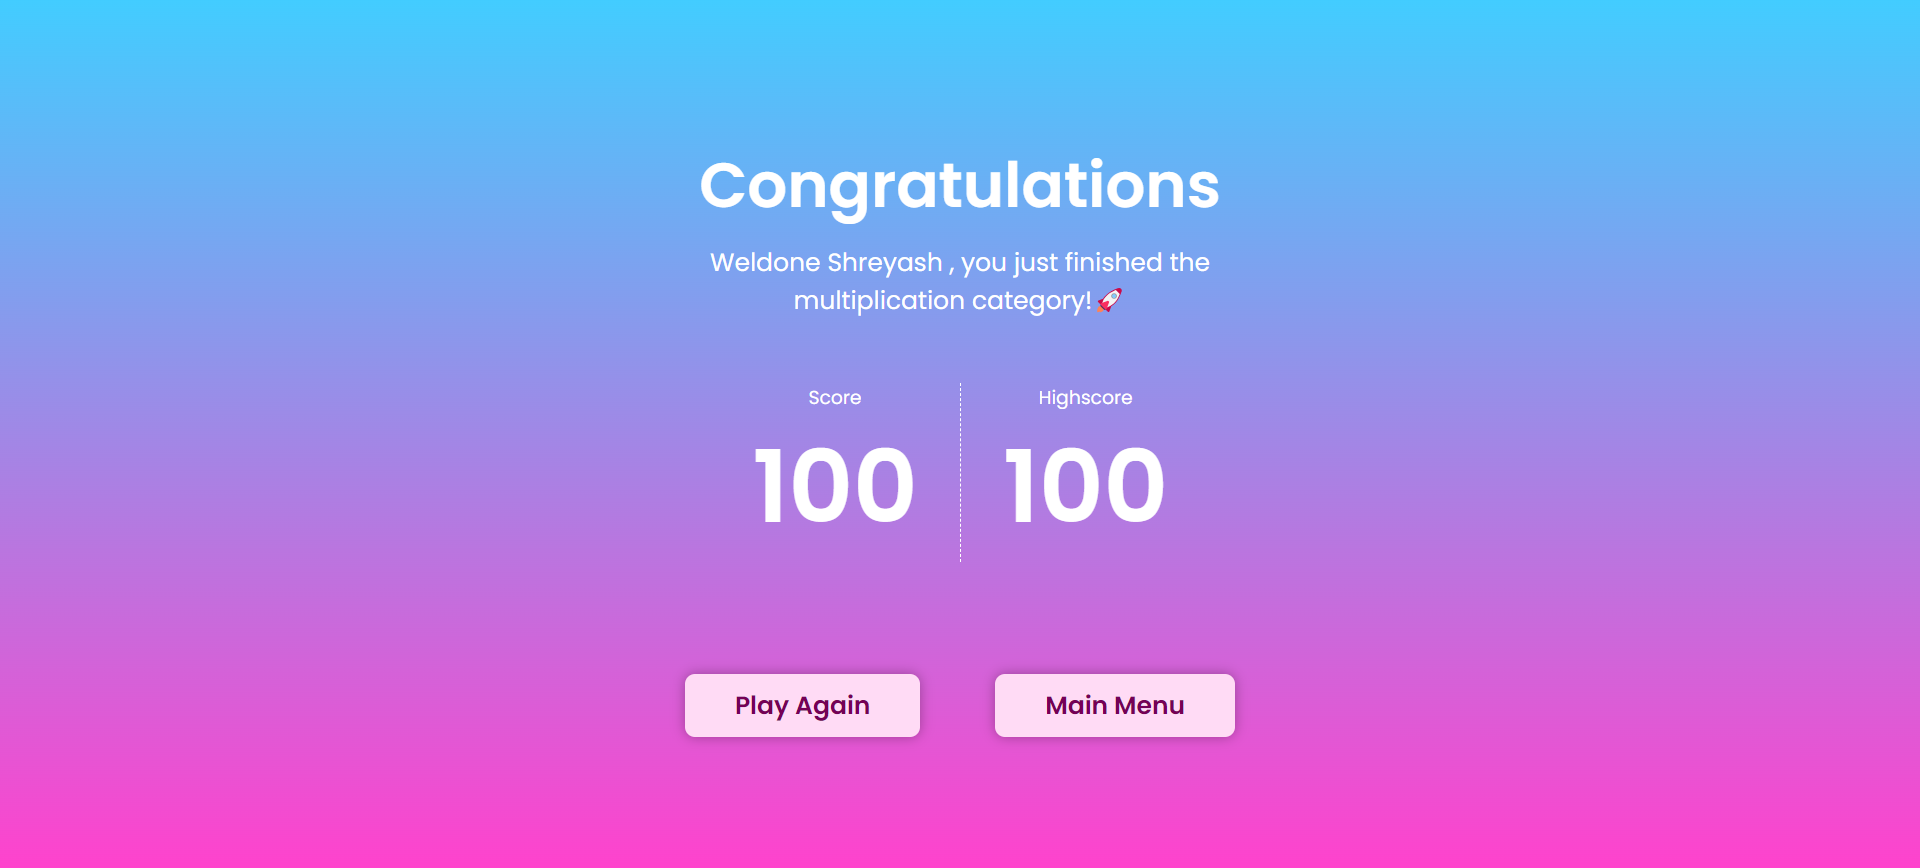 Congratulations
Weldone Shreyash , you just finished the
multiplication category! 🚀
Score
Highscore
100
100
Play Again
Main Menu